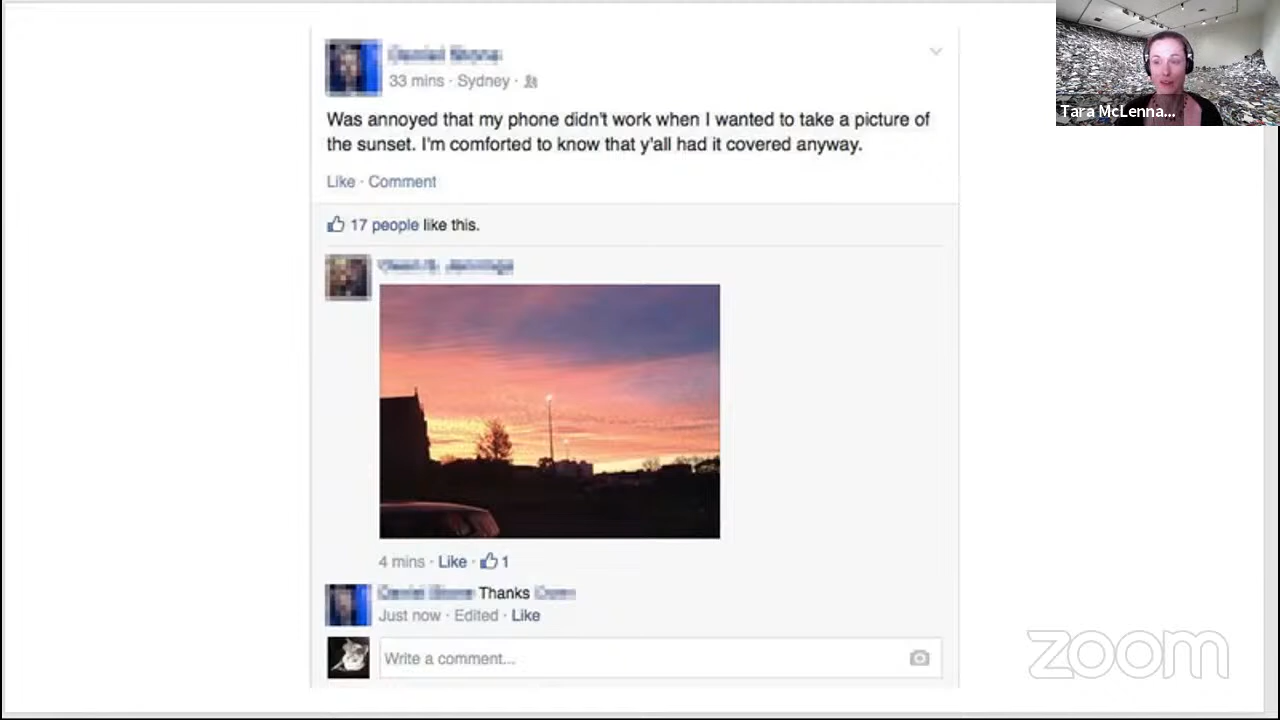 Tara McLenna...
33 mins · Sydney ·
Was annoyed that my phone didn't work when I wanted to take a picture of
the sunset. I'm comforted to know that y'all had it covered anyway.
Like · Comment
17 people like this.
4 mins · Like · 1
Thanks
Just now · Edited · Like
Write a comment...
zoom